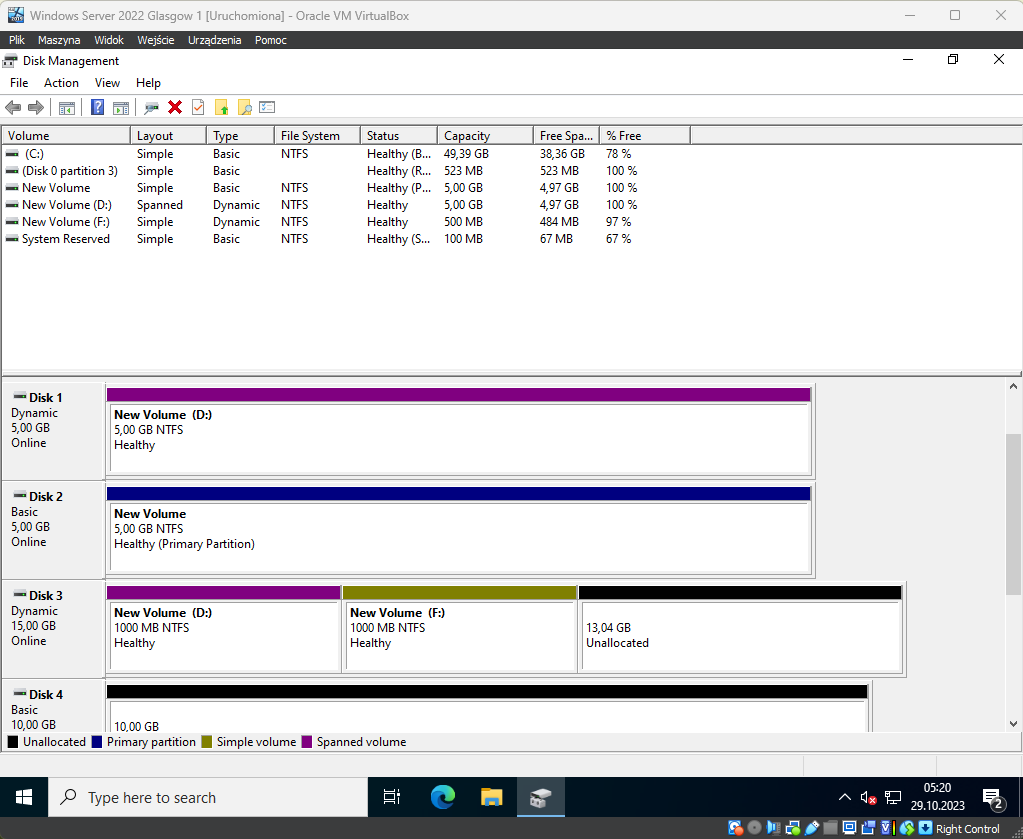 Windows Server 2022 Glasgow 1 [Uruchomiona] - Oracle VM VirtualBox
Plik Maszyna Widok Wejście Urządzenia Pomoc
Disk Management
File Action View Help
Volume Layout Type File System Status Capacity Free Spa... % Free
(C:) Simple Basic NTFS Healthy (B... 49,39 GB 38,36 GB 78 %
(Disk 0 partition 3) Simple Basic Healthy (R... 523 MB 523 MB 100 %
New Volume Simple Basic NTFS Healthy (P... 5,00 GB 4,97 GB 100 %
New Volume (D:) Spanned Dynamic NTFS Healthy 5,00 GB 4,97 GB 100 %
New Volume (F:) Simple Dynamic NTFS Healthy 500 MB 484 MB 97 %
System Reserved Simple Basic NTFS Healthy (S... 100 MB 67 MB 67 %
Disk 1
Dynamic
5,00 GB
Online
New Volume (D:)
5,00 GB NTFS
Healthy
Disk 2
Basic
5,00 GB
Online
New Volume
5,00 GB NTFS
Healthy (Primary Partition)
Disk 3
Dynamic
15,00 GB
Online
New Volume (D:)
1000 MB NTFS
Healthy
New Volume (F:)
1000 MB NTFS
Healthy
13,04 GB
Unallocated
Disk 4
Basic
10,00 GB
10,00 GB
Unallocated Primary partition Simple volume Spanned volume
Type here to search
05:20
29.10.2023
2
Right Control